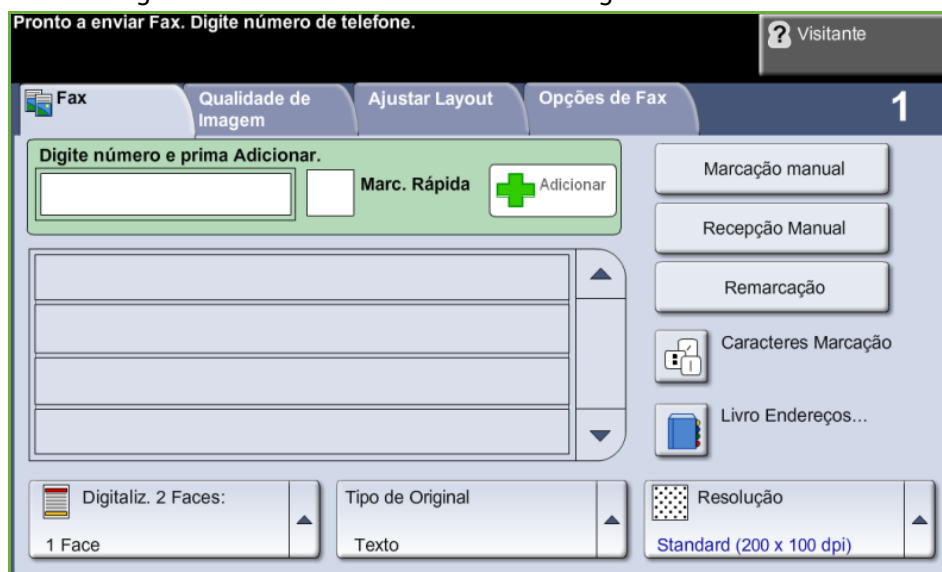 Pronto a enviar Fax. Digite número de telefone.
Visitante
Fax
Qualidade de
Imagem
Ajustar Layout
Opções de Fax
1
Digite número e prima Adicionar.
Marc. Rápida
Adicionar
Marcação manual
Recepção Manual
Remarcação
Caracteres Marcação
Livro Endereços...
Digitaliz. 2 Faces:
1 Face
Tipo de Original
Texto
Resolução
Standard (200 x 100 dpi)